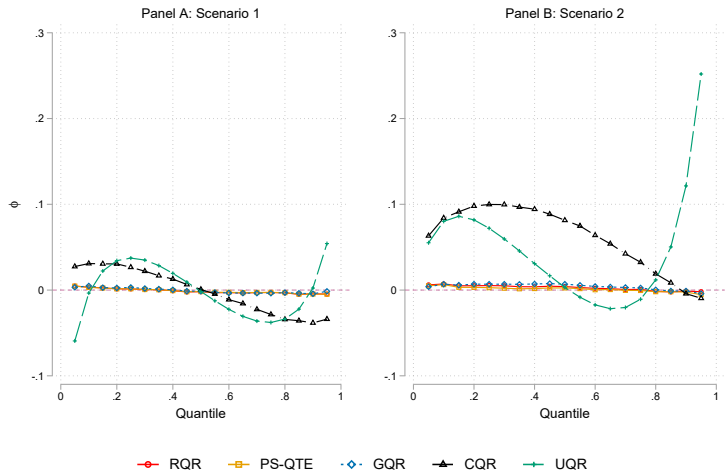 Panel A: Scenario 1
Panel B: Scenario 2
.3
.2
.1
0
-.1
ϕ
0
.2
.4
.6
.8
1
Quantile
.3
.2
.1
0
-.1
0
.2
.4
.6
.8
1
Quantile
RQR
PS-QTE
GQR
CQR
UQR